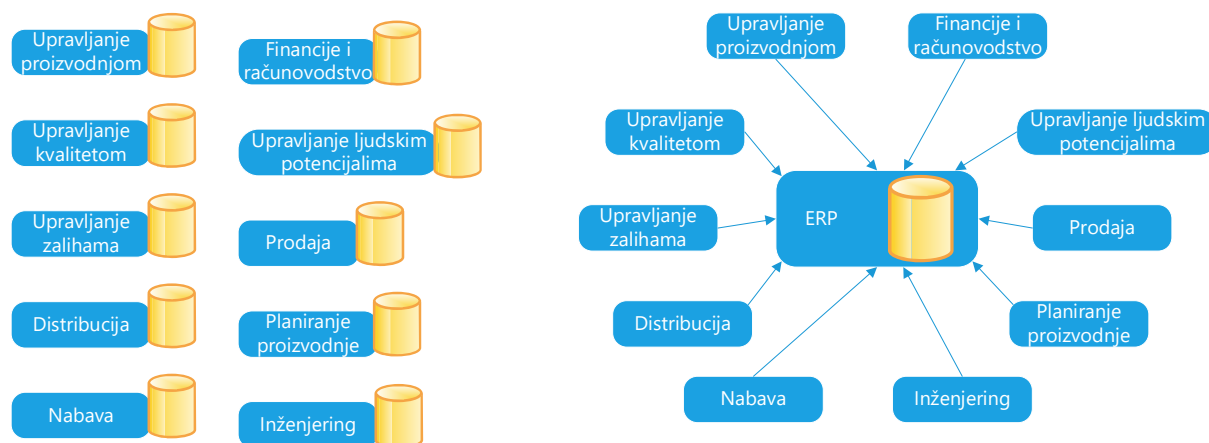 Upravljanje
proizvodnjom
Financije i
računovodstvo
Upravljanje
kvalitetom
Upravljanje ljudskim
potencijalima
Upravljanje
zalihama
Prodaja
Distribucija
Planiranje
proizvodnje
Nabava
Inženjering
Upravljanje
proizvodnjom
Financije i
računovodstvo
Upravljanje
kvalitetom
Upravljanje ljudskim
potencijalima
Upravljanje
zalihama
ERP
Prodaja
Distribucija
Planiranje
proizvodnje
Nabava
Inženjering